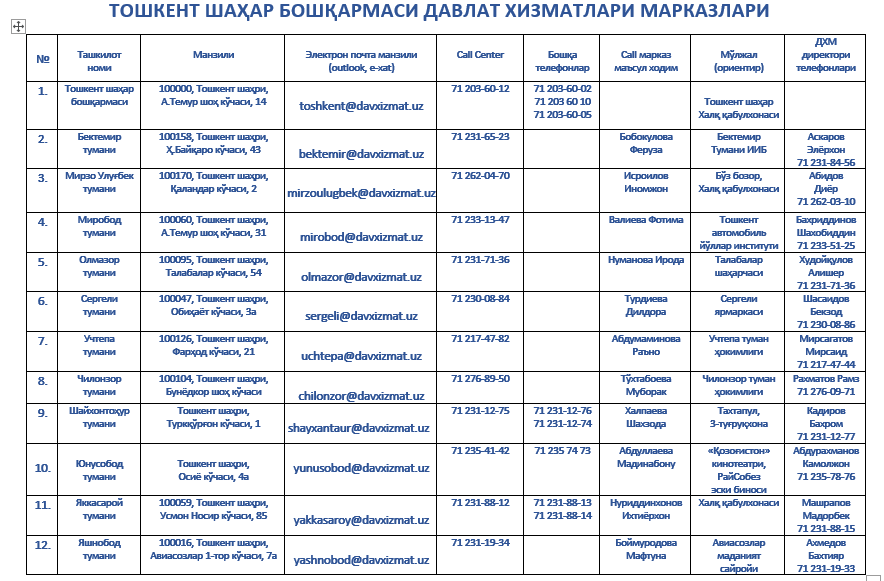 ТОШКЕНТ ШАҲАР БОШҚАРМАСИ ДАВЛАТ ХИЗМАТЛАРИ МАРКАЗЛАРИ
№ Ташкилот номи Манзили Электрон почта манзили (outlook, e-xat) Call Center Бошқа телефонлар Call марказ маъсул ходим Мўлжал (ориентир) ДХМ директори телефонлари
1. Тошкент шаҳар бошқармаси 100000, Тошкент шаҳри, А.Темур шоҳ кўчаси, 14 toshkent@davxizmat.uz 71 203-60-12 71 203-60-02 71 203 60 10 71 203-60-05 Тошкент шаҳар Халқ қабулхонаси
2. Бектемир тумани 100158, Тошкент шаҳри, Ҳ.Байқаро кўчаси, 43 bektemir@davxizmat.uz 71 231-65-23 Бобокулова Феруза Бектемир Тумани ИИБ Аскаров Элёрхон 71 231-84-56
3. Мирзо Улуғбек тумани 100170, Тошкент шаҳри, Қаландар кўчаси, 2 mirzoulugbek@davxizmat.uz 71 262-04-70 Исроилов Иномжон Бўз бозор, Халқ қабулхонаси Абидов Диёр 71 262-03-10
4. Миробод тумани 100060, Тошкент шаҳри, А.Темур шоҳ кўчаси, 31 mirobod@davxizmat.uz 71 233-13-47 Валиева Фотима Тошкент автомобиль йўллар институти Бахриддинов Шахобиддин 71 233-51-25
5. Олмазор тумани 100095, Тошкент шаҳри, Талабалар кўчаси, 54 olmazor@davxizmat.uz 71 231-71-36 Нуманова Ирода Талабалар шаҳарчаси Худойқулов Алишер 71 231-71-36
6. Сергели тумани 100047, Тошкент шаҳри, Обиҳаёт кўчаси, 3а sergeli@davxizmat.uz 71 230-08-84 Турдиева Дилдора Сергели ярмаркаси Шасаидов Бекзод 71 230-08-86
7. Учтепа тумани 100126, Тошкент шаҳри, Фарҳод кўчаси, 21 uchtepa@davxizmat.uz 71 217-47-82 Абдумаминова Раъно Учтепа туман ҳокимлиги Мирсагатов Мирсаид 71 217-47-44
8. Чилонзор тумани 100104, Тошкент шаҳри, Бунёдкор шоҳ кўчаси chilonzor@davxizmat.uz 71 276-89-50 Тўхтабоева Муборак Чилонзор туман ҳокимлиги Рахматов Рамз 71 276-09-71
9. Шайхонтоҳур тумани Тошкент шаҳри, Туркқўрғон кўчаси, 1 shayxantaur@davxizmat.uz 71 231-12-75 71 231-12-76 71 231-12-74 Халпаева Шахзода Тахтапул, 3-туғруқхона Кадиров Бахром 71 231-12-77
10. Юнусобод тумани Тошкент шаҳри, Осиё кўчаси, 4а yunusobod@davxizmat.uz 71 235-41-42 71 235 74 73 Абдуллаева Мадинабону «Қозоғистон» кинотеатри, РайСобез эски биноси Абдурахманов Камолжон 71 235-78-76
11. Яккасарой тумани 100059, Тошкент шаҳри, Усмон Носир кўчаси, 85 yakkasaroy@davxizmat.uz 71 231-88-12 71 231-88-13 71 231-88-14 Нуриддинхонов Ихтиёрхон Халқ қабулхонаси Машрапов Мадорбек 71 231-88-15
12. Яшнобод тумани 100016, Тошкент шаҳри, Авиасозлар 1-тор кўчаси, 7а yashnobod@davxizmat.uz 71 231-19-34 Боймуродова Мафтуна Авиасозлар маданият сайройи Ахмедов Бахтияр 71 231-19-33